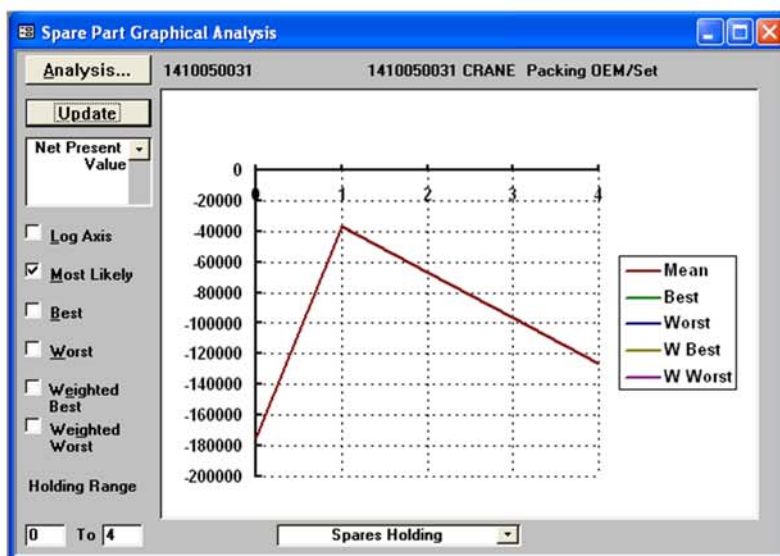 Spare Part Graphical Analysis
Analysis...
1410050031
1410050031 CRANE Packing OEM/Set
Update
Net Present
Value
Log Axis
Most Likely
Best
Worst
Weighted
Best
Weighted
Worst
Holding Range
0 To 4
0
-20000
-40000
-60000
-80000
-100000
-120000
-140000
-160000
-180000
-200000
0 1 2 3 4
Mean
Best
Worst
W Best
W Worst
Spares Holding